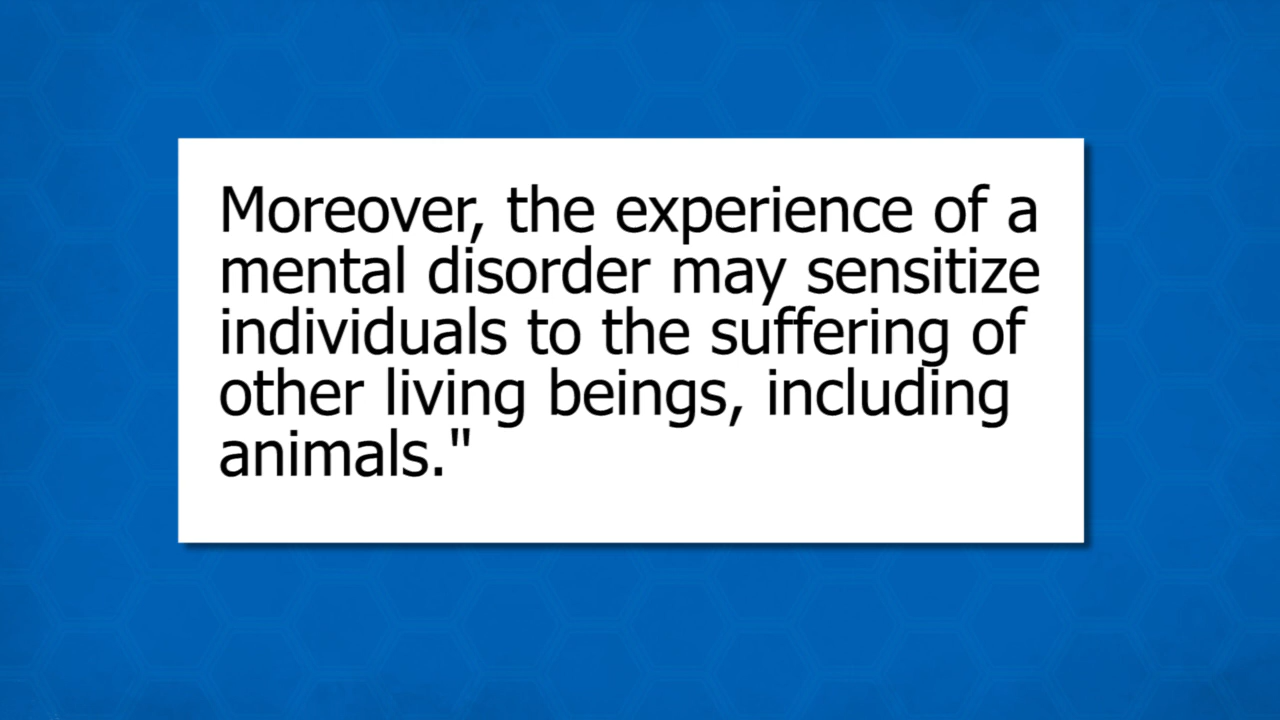 Moreover, the experience of a
mental disorder may sensitize
individuals to the suffering of
other living beings, including
animals."